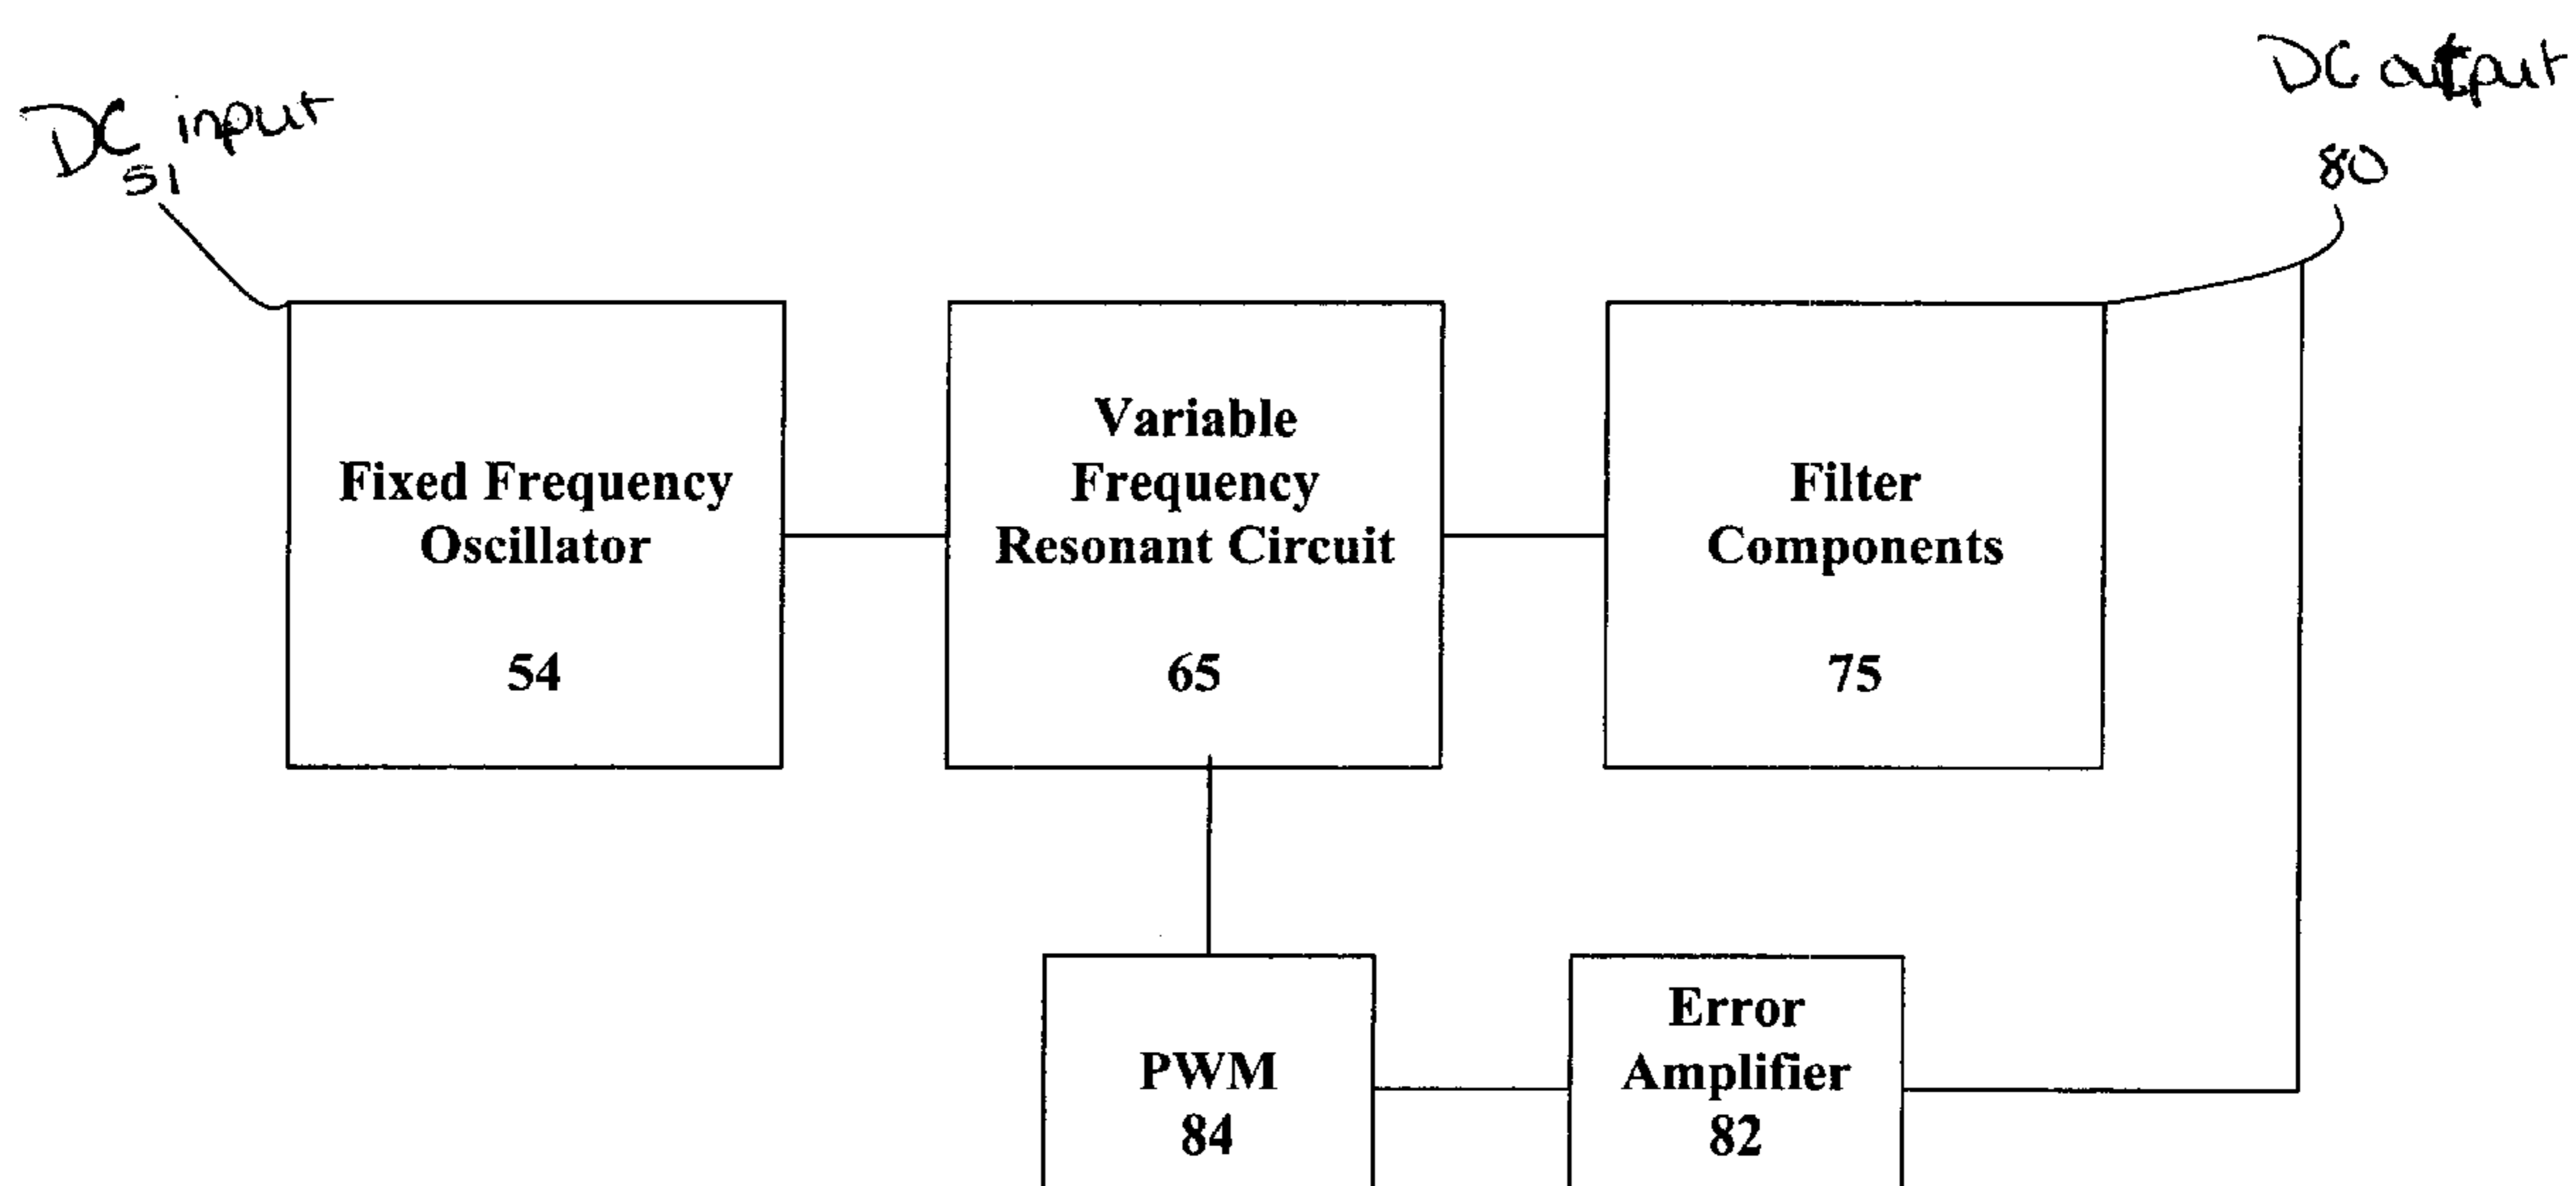 DC input
51
DC output
80
Fixed Frequency
Oscillator
54
Variable
Frequency
Resonant Circuit
65
Filter
Components
75
PWM
84
Error
Amplifier
82